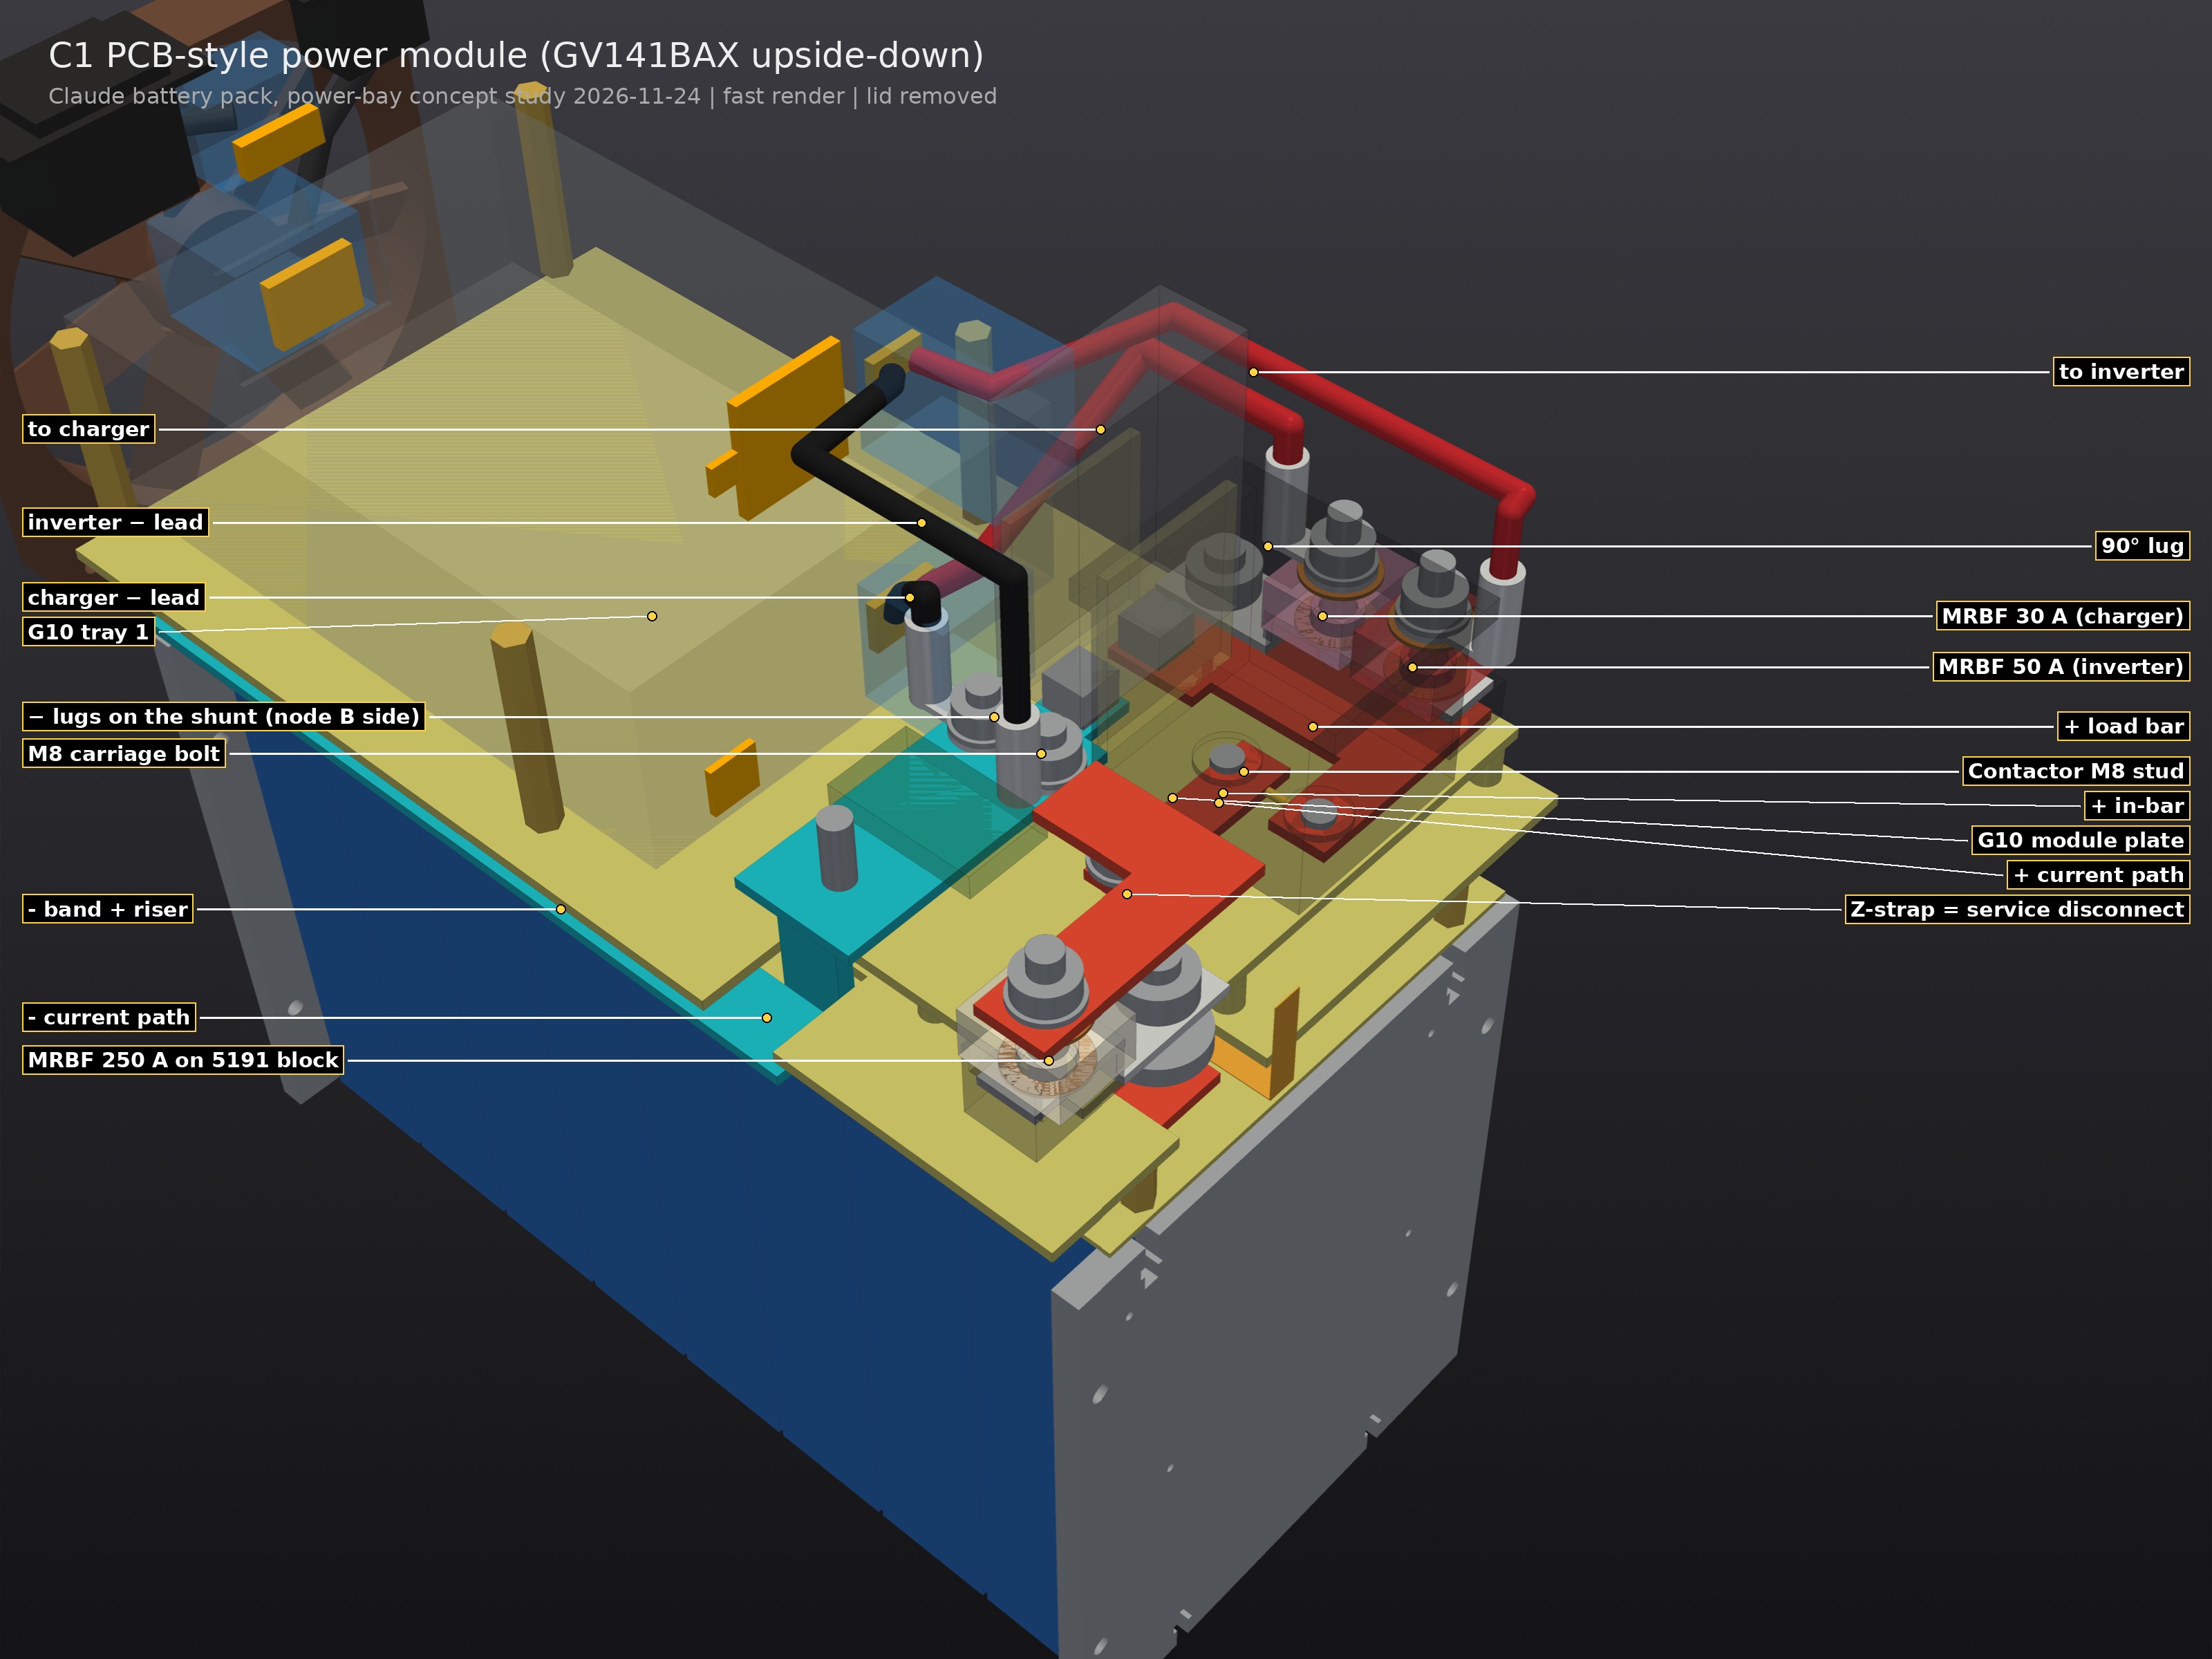 C1 PCB-style power module (GV141BAX upside-down)
Claude battery pack, power-bay concept study 2026-11-24 | fast render | lid removed
to inverter
to charger
inverter − lead
90° lug
charger − lead
G10 tray 1
MRBF 30 A (charger)
MRBF 50 A (inverter)
− lugs on the shunt (node B side)
+ load bar
M8 carriage bolt
Contactor M8 stud
+ in-bar
G10 module plate
+ current path
- band + riser
Z-strap = service disconnect
- current path
MRBF 250 A on 5191 block